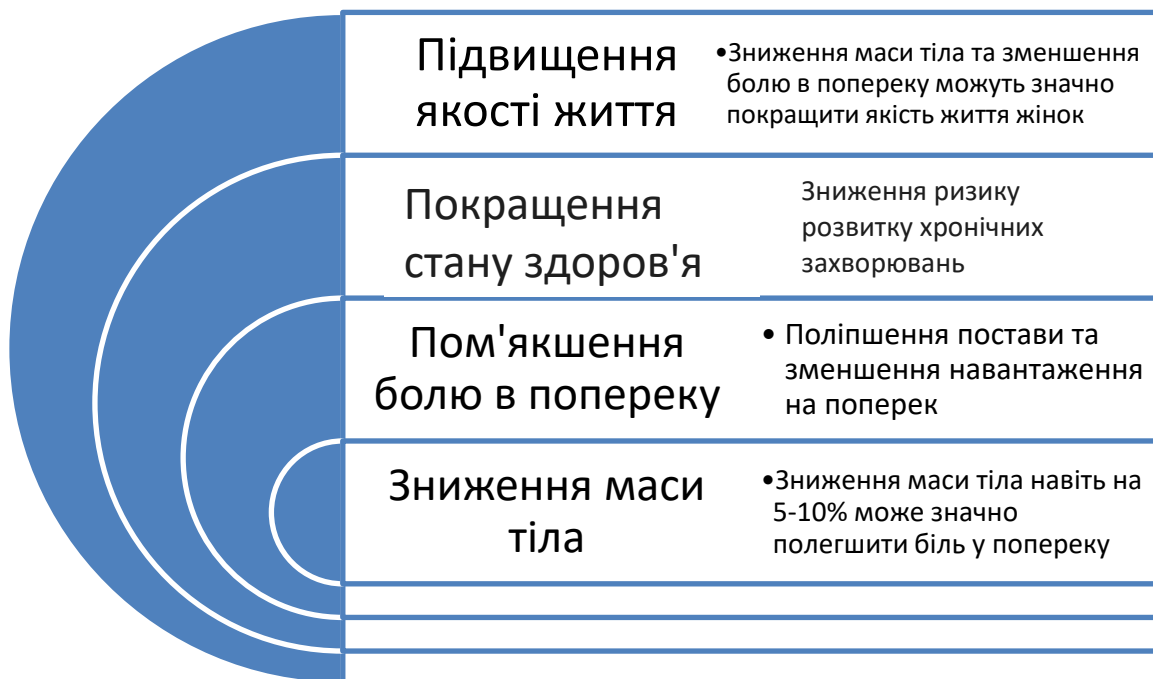 Підвищення
якості життя
•Зниження маси тіла та зменшення
болю в попереку можуть значно
покращити якість життя жінок
Покращення
стану здоров'я
Зниження ризику
розвитку хронічних
захворювань
Пом'якшення
болю в попереку
• Поліпшення постави та
зменшення навантаження
на поперек
Зниження маси
тіла
•Зниження маси тіла навіть на
5-10% може значно
полегшити біль у попереку